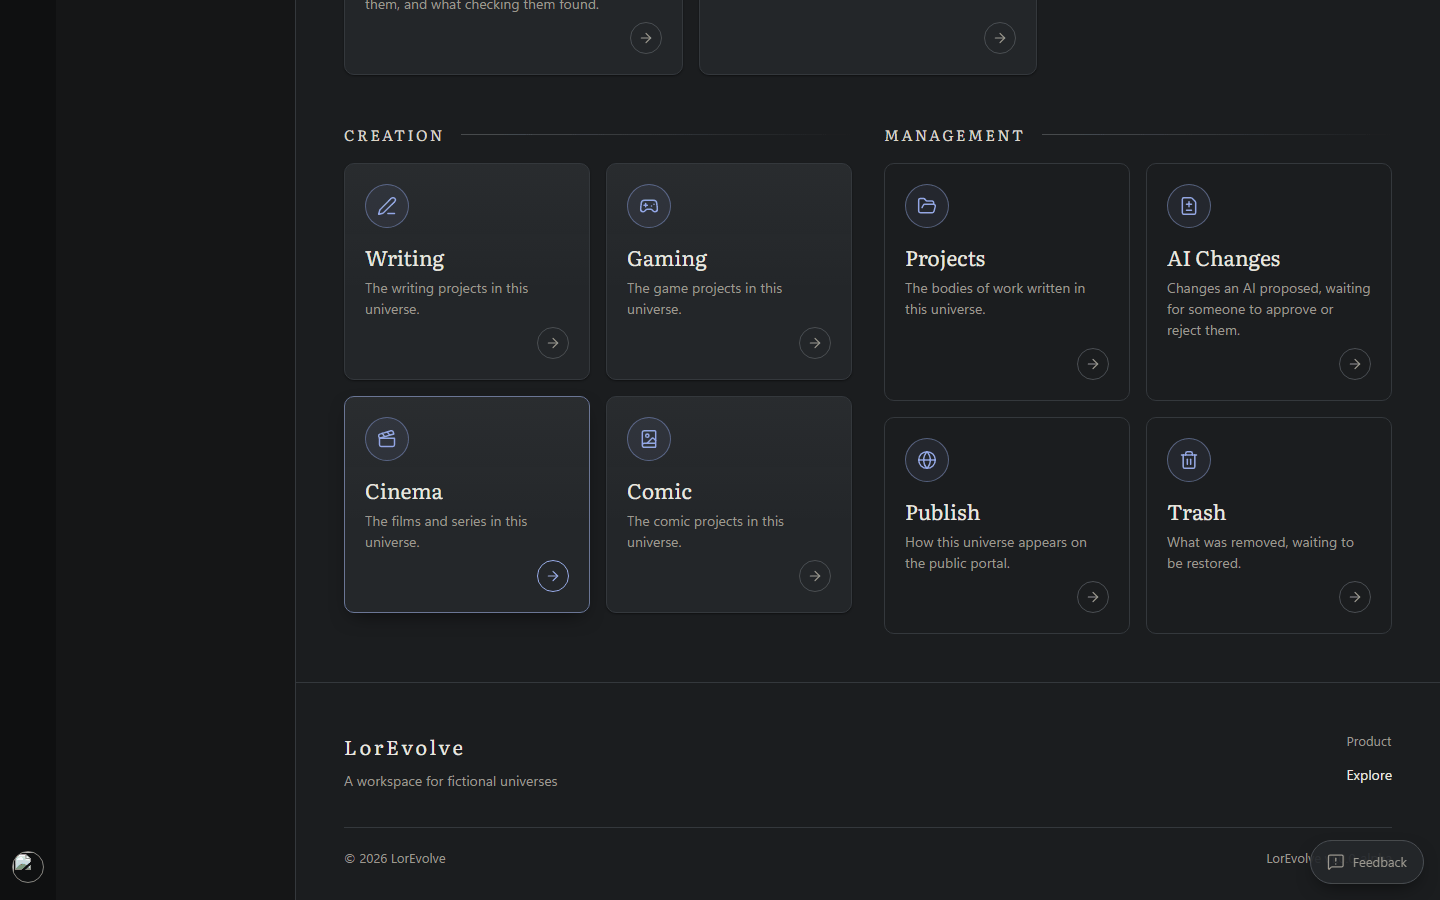 them, and what checking them found.
CREATION
Writing
The writing projects in this
universe.
Gaming
The game projects in this
universe.
Cinema
The films and series in this
universe.
Comic
The comic projects in this
universe.
MANAGEMENT
Projects
The bodies of work written in
this universe.
AI Changes
Changes an AI proposed, waiting
for someone to approve or
reject them.
Publish
How this universe appears on
the public portal.
Trash
What was removed, waiting to
be restored.
LorEvolve
A workspace for fictional universes
Product
Explore
© 2026 LorEvolve
Feedback